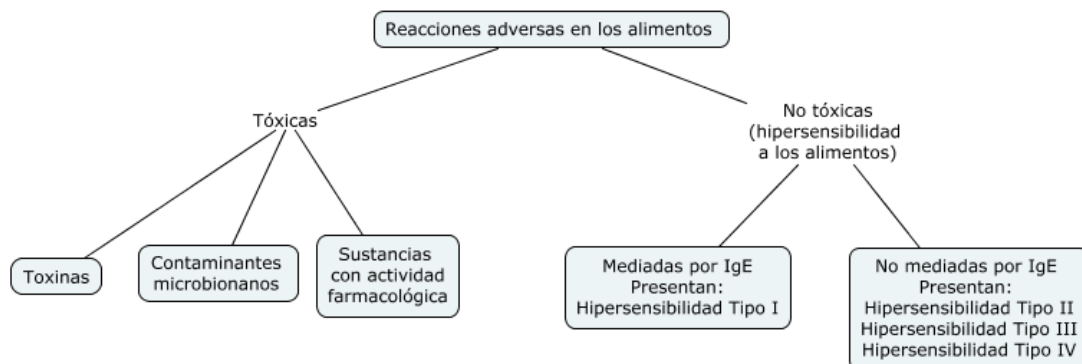 Reacciones adversas en los alimentos
Tóxicas
No tóxicas
(hipersensibilidad
a los alimentos)
Toxinas
Contaminantes
microbionanos
Sustancias
con actividad
farmacológica
Mediadas por IgE
Presentan:
Hipersensibilidad Tipo I
No mediadas por IgE
Presentan:
Hipersensibilidad Tipo II
Hipersensibilidad Tipo III
Hipersensibilidad Tipo IV